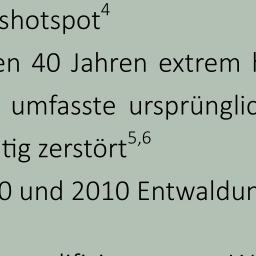 shotspot4
en 40 Jahren extrem
umfasste ursprünglic
tig zerstört5,6
0 und 2010 Entwaldun